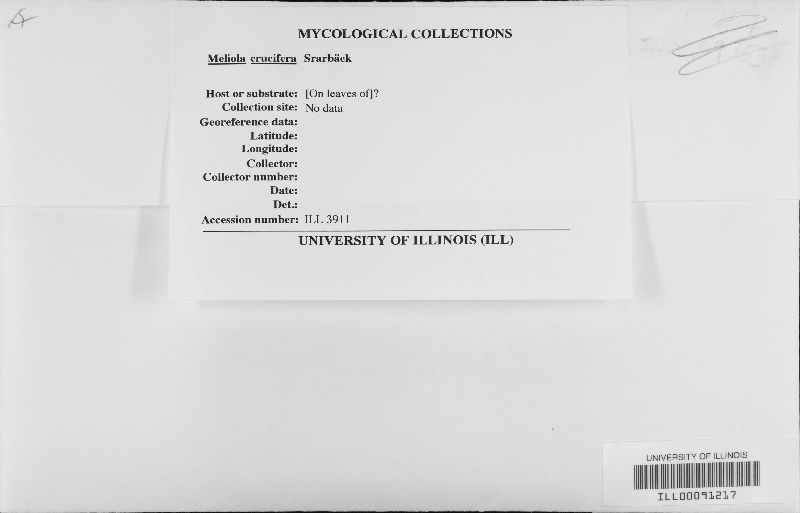 MYCOLOGICAL COLLECTIONS
Meliola crucifera Srarbäck
Host or substrate: [On leaves of]?
Collection site: No data
Georeference data:
Latitude:
Longitude:
Collector:
Collector number:
Date:
Det.:
Accession number: ILL 3911
UNIVERSITY OF ILLINOIS (ILL)
UNIVERSITY OF ILLINOIS
ILL00091217